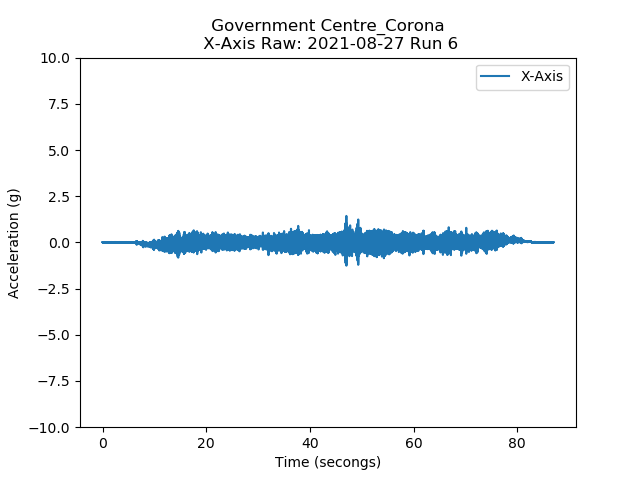 Government Centre_Corona
X-Axis Raw: 2021-08-27 Run 6
X-Axis
10.0
7.5
5.0
2.5
0.0
−2.5
−5.0
−7.5
−10.0
Acceleration (g)
0 20 40 60 80
Time (secongs)